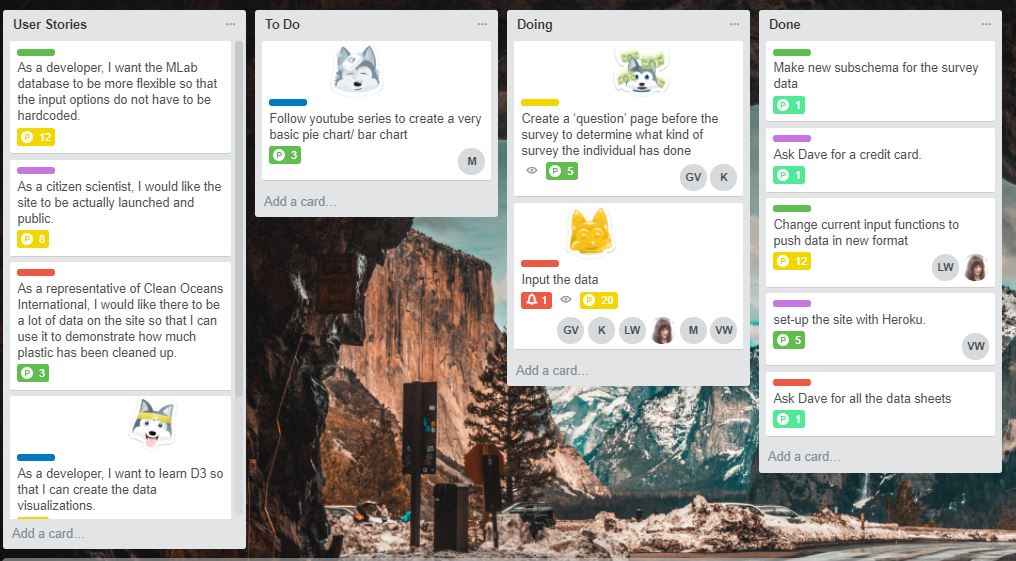 User Stories
As a developer, I want the MLab
database to be more flexible so that
the input options do not have to be
hardcoded.
P 12
As a citizen scientist, I would like the
site to be actually launched and
public.
P 8
As a representative of Clean Oceans
International, I would like there to be
a lot of data on the site so that I can
use it to demonstrate how much
plastic has been cleaned up.
P 3
As a developer, I want to learn D3 so
that I can create the data
visualizations.
Add a card...
To Do
Follow youtube series to create a very
basic pie chart/ bar chart
P 3
M
Add a card...
Doing
Create a ‘question’ page before the
survey to determine what kind of
survey the individual has done
P 5
GV K
Input the data
1 P 20
GV K LW M VW
Add a card...
Done
Make new subschema for the survey
data
P 1
Ask Dave for a credit card.
P 1
Change current input functions to
push data in new format
P 12
LW
set-up the site with Heroku.
P 5
VW
Ask Dave for all the data sheets
P 1
Add a card...